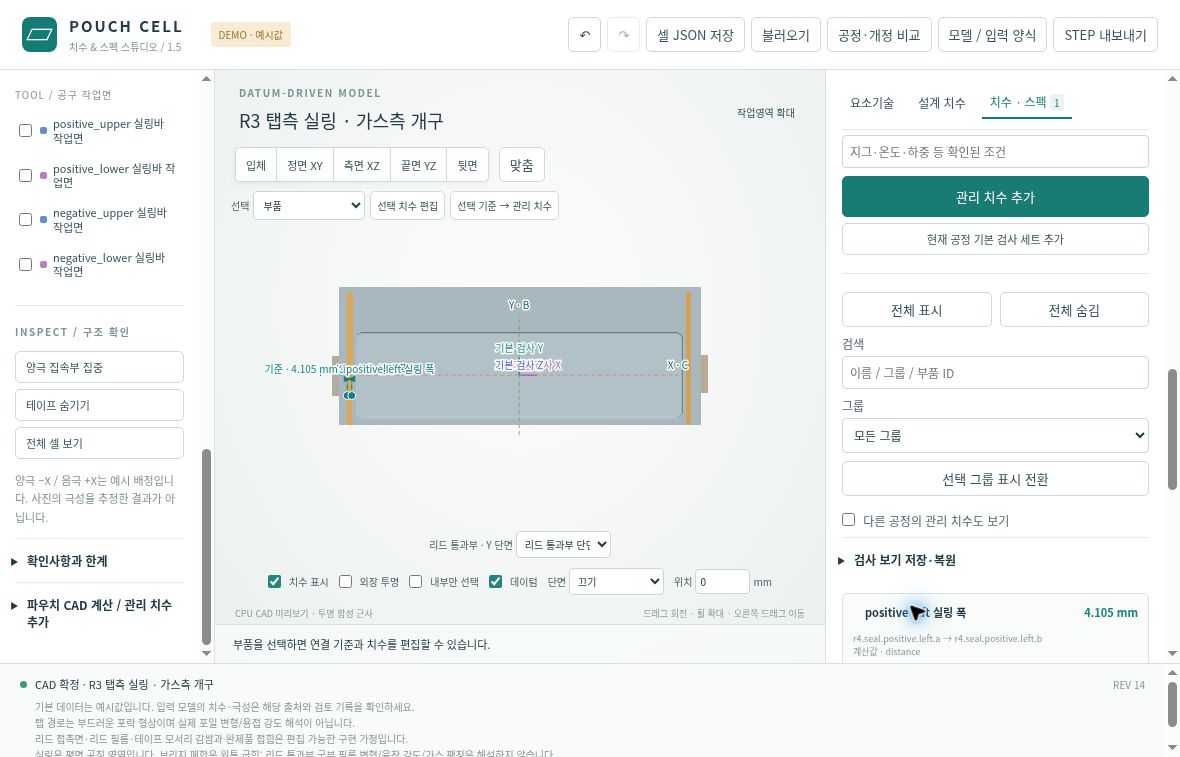 POUCH CELL
치수 & 스펙 스튜디오 / 1.5
DEMO · 예시값
↶
↷
셀 JSON 저장
불러오기
공정·개정 비교
모델 / 입력 양식
STEP 내보내기
TOOL / 공구 작업면
positive_upper 실링바
작업면
positive_lower 실링바 작
업면
negative_upper 실링바
작업면
negative_lower 실링바
작업면
INSPECT / 구조 확인
양극 집속부 집중
테이프 숨기기
전체 셀 보기
양극 −X / 음극 +X는 예시 배정입니
다. 사진의 극성을 추정한 결과가 아
닙니다.
확인사항과 한계
파우치 CAD 계산 / 관리 치수
추가
DATUM-DRIVEN MODEL
R3 탭측 실링 · 가스측 개구
작업영역 확대
입체
정면 XY
측면 XZ
끝면 YZ
뒷면
맞춤
선택
부품
선택 치수 편집
선택 기준 → 관리 치수
Y · B
기본 검사 Y
X · C
리드 통과부 · Y 단면
치수 표시
외장 투명
내부만 선택
데이텀
단면
끄기
위치
0
mm
CPU CAD 미리보기 · 투명 합성 근사
드래그 회전 · 휠 확대 · 오른쪽 드래그 이동
부품을 선택하면 연결 기준과 치수를 편집할 수 있습니다.
요소기술
설계 치수
치수 · 스펙 1
지그·온도·하중 등 확인된 조건
관리 치수 추가
현재 공정 기본 검사 세트 추가
전체 표시
전체 숨김
검색
이름 / 그룹 / 부품 ID
그룹
모든 그룹
선택 그룹 표시 전환
다른 공정의 관리 치수도 보기
검사 보기 저장·복원
실링 폭
4.105 mm
r4.seal.positive.left.a → r4.seal.positive.left.b
계산값 · distance
CAD 확정 · R3 탭측 실링 · 가스측 개구
REV 14
기본 데이터는 예시값입니다. 입력 모델의 치수·극성은 해당 출처와 검토 기록을 확인하세요.
탭 경로는 부드러운 포락 형상이며 실제 포일 변형/용접 강도 해석이 아닙니다.
리드 접촉면·리드 필름·테이프 모서리 감쌈과 완제품 접힘은 편집 가능한 구현 가정입니다.